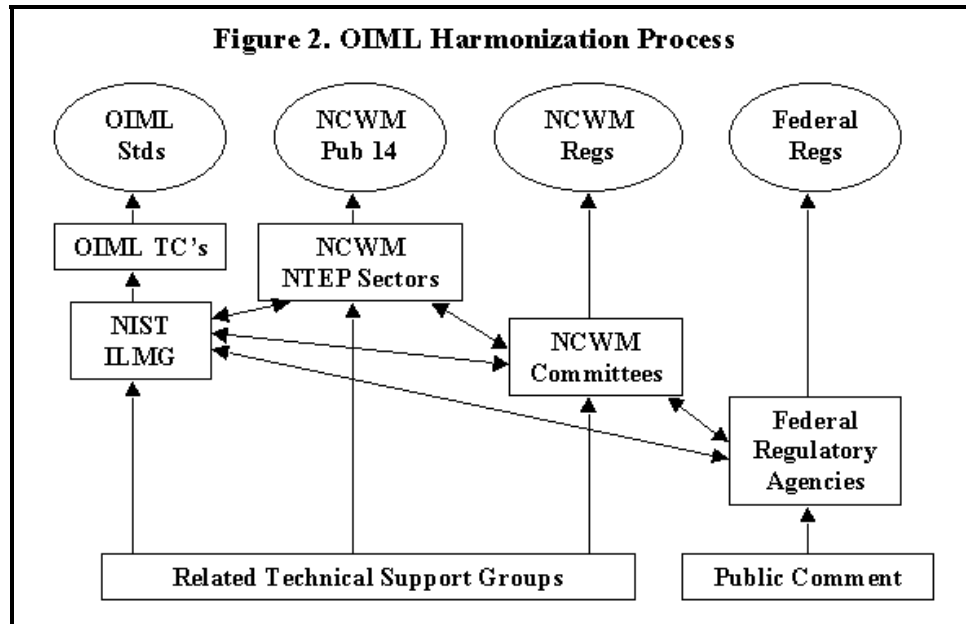 Figure 2. OIML Harmonization Process
OIML
Stds
NCWM
Pub 14
NCWM
Regs
Federal
Regs
OIML TC's
NCWM
NTEP Sectors
NIST
ILMG
NCWM
Committees
Federal
Regulatory
Agencies
Related Technical Support Groups
Public Comment